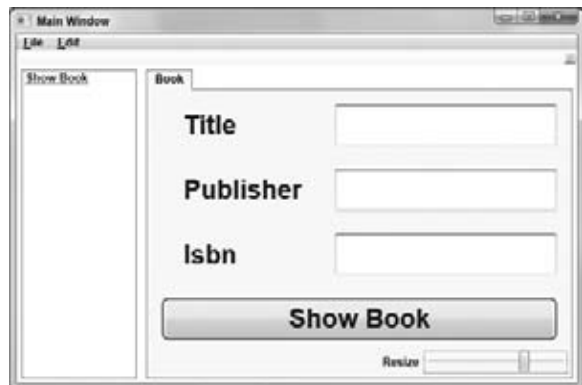 Main Window
File Edit
Show Book
Book
Title
Publisher
Isbn
Show Book
Resize